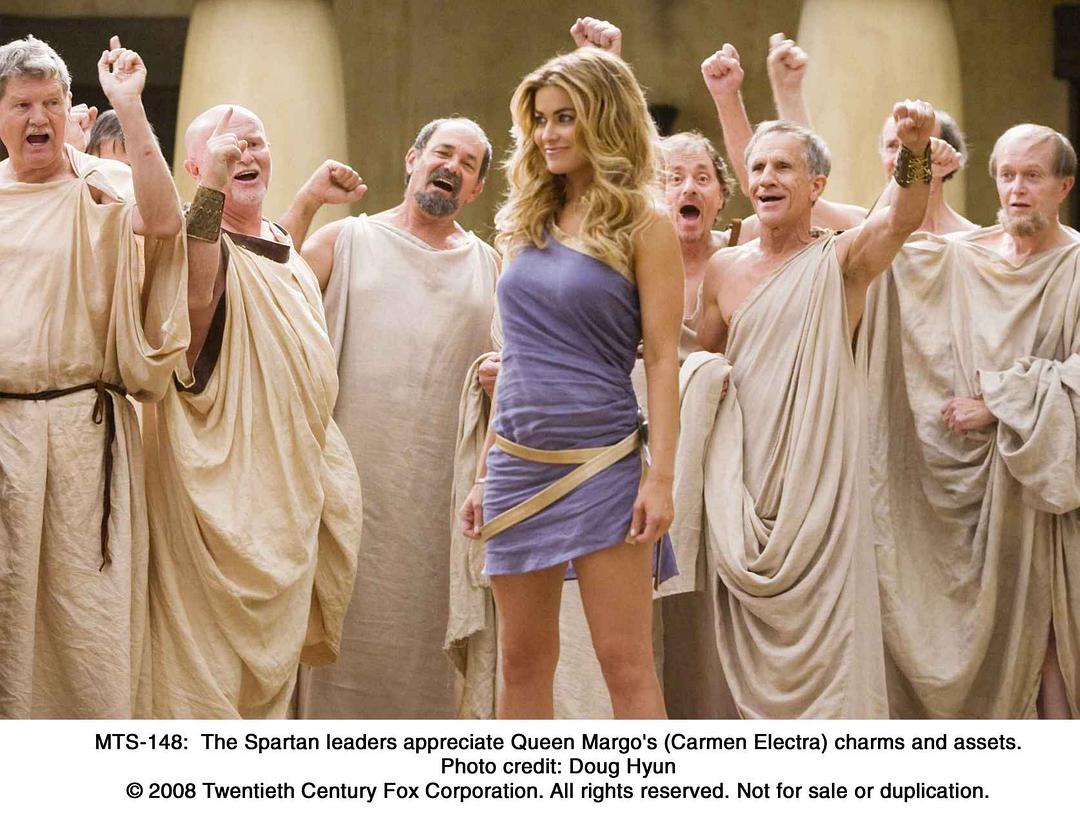 MTS-148:  The Spartan leaders appreciate Queen Margo's (Carmen Electra) charms and assets.
Photo credit: Doug Hyun
© 2008 Twentieth Century Fox Corporation. All rights reserved. Not for sale or duplication.